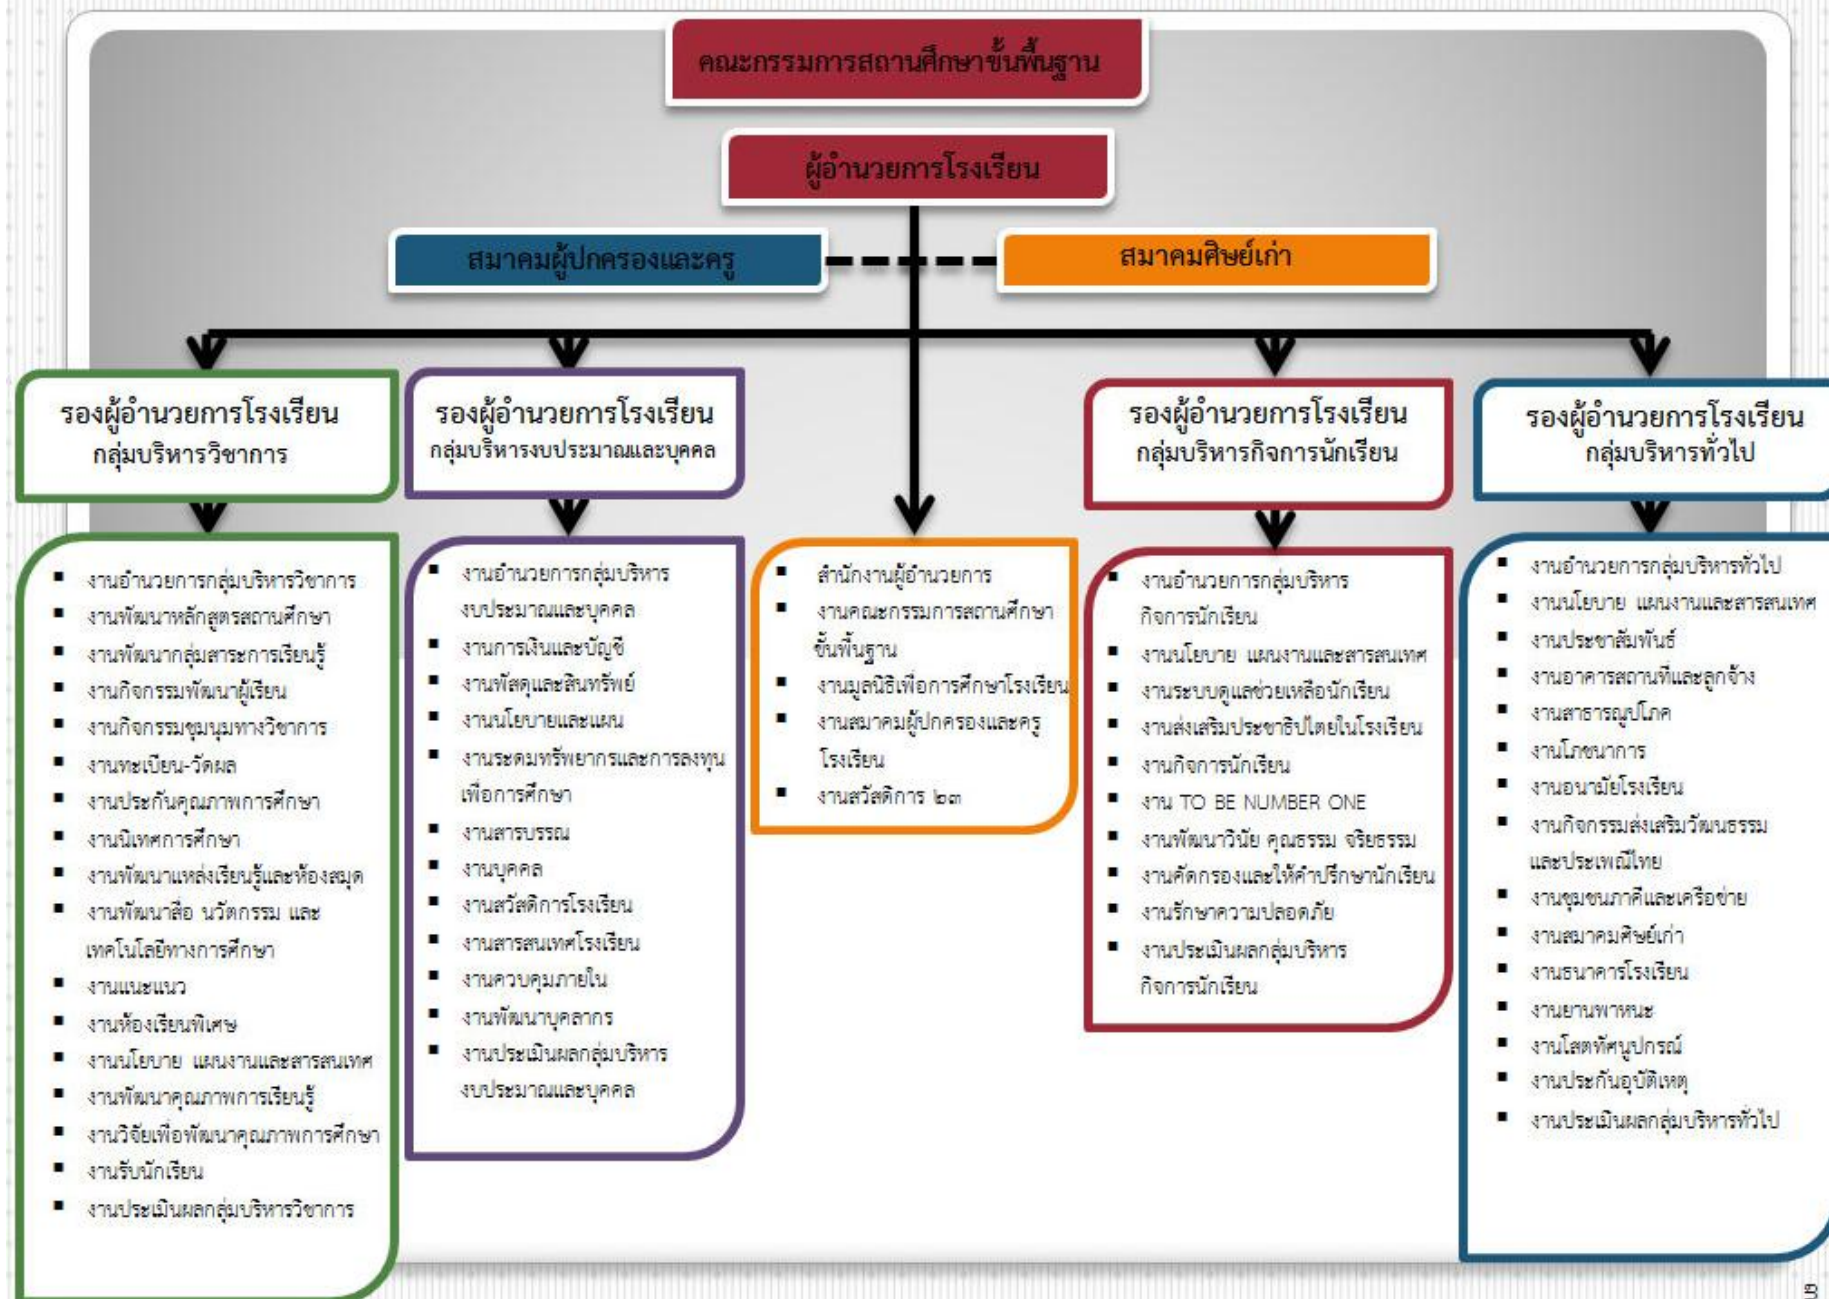 คณะกรรมการสถานศึกษาขั้นพื้นฐาน
ผู้อำนวยการโรงเรียน
สมาคมผู้ปกครองและครู
สมาคมศิษย์เก่า
รองผู้อำนวยการโรงเรียน
กลุ่มบริหารวิชาการ
รองผู้อำนวยการโรงเรียน
กลุ่มบริหารงบประมาณและบุคคล
รองผู้อำนวยการโรงเรียน
กลุ่มบริหารกิจการนักเรียน
รองผู้อำนวยการโรงเรียน
กลุ่มบริหารทั่วไป
▪ งานอำนวยการกลุ่มบริหารวิชาการ
▪ งานพัฒนาหลักสูตรสถานศึกษา
▪ งานพัฒนากลุ่มสาระการเรียนรู้
▪ งานกิจกรรมพัฒนาผู้เรียน
▪ งานกิจกรรมชุมนุมทางวิชาการ
▪ งานทะเบียน-วัดผล
▪ งานประกันคุณภาพการศึกษา
▪ งานนิเทศการศึกษา
▪ งานพัฒนาแหล่งเรียนรู้และห้องสมุด
▪ งานพัฒนาสื่อ นวัตกรรม และ
เทคโนโลยีทางการศึกษา
▪ งานแนะแนว
▪ งานห้องเรียนพิเศษ
▪ งานนโยบาย แผนงานและสารสนเทศ
▪ งานพัฒนาคุณภาพการเรียนรู้
▪ งานวิจัยเพื่อพัฒนาคุณภาพการศึกษา
▪ งานรับนักเรียน
▪ งานประเมินผลกลุ่มบริหารวิชาการ
▪ งานอำนวยการกลุ่มบริหาร
งบประมาณและบุคคล
▪ งานการเงินและบัญชี
▪ งานพัสดุและสินทรัพย์
▪ งานนโยบายและแผน
▪ งานระดมทรัพยากรและการลงทุน
เพื่อการศึกษา
▪ งานสารบรรณ
▪ งานบุคคล
▪ งานสวัสดิการโรงเรียน
▪ งานสารสนเทศโรงเรียน
▪ งานควบคุมภายใน
▪ งานพัฒนาบุคลากร
▪ งานประเมินผลกลุ่มบริหาร
งบประมาณและบุคคล
▪ สำนักงานผู้อำนวยการ
▪ งานคณะกรรมการสถานศึกษา
ขั้นพื้นฐาน
▪ งานมูลนิธิเพื่อการศึกษาโรงเรียน
▪ งานสมาคมผู้ปกครองและครู
โรงเรียน
▪ งานสวัสดิการ ๒๓
▪ งานอำนวยการกลุ่มบริหาร
กิจการนักเรียน
▪ งานนโยบาย แผนงานและสารสนเทศ
▪ งานระบบดูแลช่วยเหลือนักเรียน
▪ งานส่งเสริมประชาธิปไตยในโรงเรียน
▪ งานกิจการนักเรียน
▪ งาน TO BE NUMBER ONE
▪ งานพัฒนาวินัย คุณธรรม จริยธรรม
▪ งานคัดกรองและให้คำปรึกษานักเรียน
▪ งานรักษาความปลอดภัย
▪ งานประเมินผลกลุ่มบริหาร
กิจการนักเรียน
▪ งานอำนวยการกลุ่มบริหารทั่วไป
▪ งานนโยบาย แผนงานและสารสนเทศ
▪ งานประชาสัมพันธ์
▪ งานอาคารสถานที่และลูกจ้าง
▪ งานสาธารณูปโภค
▪ งานโภชนาการ
▪ งานอนามัยโรงเรียน
▪ งานกิจกรรมส่งเสริมวัฒนธรรม
และประเพณีไทย
▪ งานชุมชนภาคีและเครือข่าย
▪ งานสมาคมศิษย์เก่า
▪ งานธนาคารโรงเรียน
▪ งานยานพาหนะ
▪ งานโสตทัศนูปกรณ์
▪ งานประกันอุบัติเหตุ
▪ งานประเมินผลกลุ่มบริหารทั่วไป